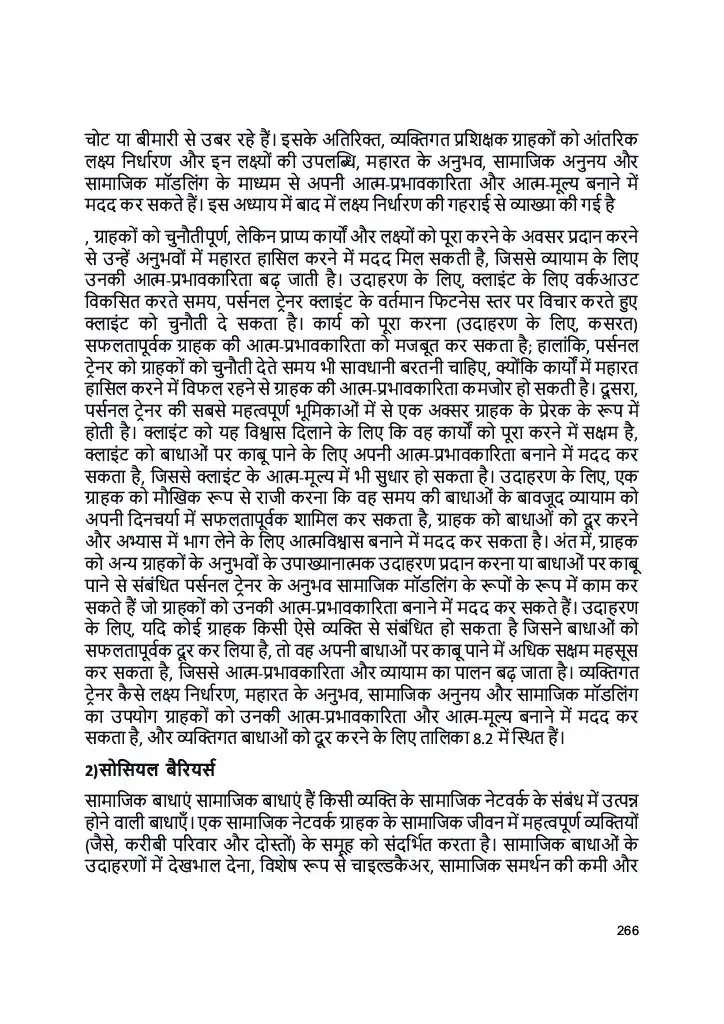 चोट या बीमारी से उबर रहे हैं। इसके अतिरिक्त, व्यक्तिगत प्रशिक्षक ग्राहकों को आंतरिक
लक्ष्य निर्धारण और इन लक्ष्यों की उपलब्धि, महारत के अनुभव, सामाजिक अनुनय और
सामाजिक मॉडलिंग के माध्यम से अपनी आत्म-प्रभावकारिता और आत्म-मूल्य बनाने में
मदद कर सकते हैं। इस अध्याय में बाद में लक्ष्य निर्धारण की गहराई से व्याख्या की गई है
, ग्राहकों को चुनौतीपूर्ण, लेकिन प्राप्य कार्यों और लक्ष्यों को पूरा करने के अवसर प्रदान करने
से उन्हें अनुभवों में महारत हासिल करने में मदद मिल सकती है, जिससे व्यायाम के लिए
उनकी आत्म-प्रभावकारिता बढ़ जाती है। उदाहरण के लिए, क्लाइंट के लिए वर्कआउट
विकसित करते समय, पर्सनल ट्रेनर क्लाइंट के वर्तमान फिटनेस स्तर पर विचार करते हुए
क्लाइंट को चुनौती दे सकता है। कार्य को पूरा करना (उदाहरण के लिए, कसरत)
सफलतापूर्वक ग्राहक की आत्म-प्रभावकारिता को मजबूत कर सकता है; हालांकि, पर्सनल
ट्रेनर को ग्राहकों को चुनौती देते समय भी सावधानी बरतनी चाहिए, क्योंकि कार्यों में महारत
हासिल करने में विफल रहने से ग्राहक की आत्म-प्रभावकारिता कमजोर हो सकती है। दूसरा,
पर्सनल ट्रेनर की सबसे महत्वपूर्ण भूमिकाओं में से एक अक्सर ग्राहक के प्रेरक के रूप में
होती है। क्लाइंट को यह विश्वास दिलाने के लिए कि वह कार्यों को पूरा करने में सक्षम है,
क्लाइंट को बाधाओं पर काबू पाने के लिए अपनी आत्म-प्रभावकारिता बनाने में मदद कर
सकता है, जिससे क्लाइंट के आत्म-मूल्य में भी सुधार हो सकता है। उदाहरण के लिए, एक
ग्राहक को मौखिक रूप से राजी करना कि वह समय की बाधाओं के बावजूद व्यायाम को
अपनी दिनचर्या में सफलतापूर्वक शामिल कर सकता है, ग्राहक को बाधाओं को दूर करने
और अभ्यास में भाग लेने के लिए आत्मविश्वास बनाने में मदद कर सकता है। अंत में, ग्राहक
को अन्य ग्राहकों के अनुभवों के उपाख्यानात्मक उदाहरण प्रदान करना या बाधाओं पर काबू
पाने से संबंधित पर्सनल ट्रेनर के अनुभव सामाजिक मॉडलिंग के रूपों के रूप में काम कर
सकते हैं जो ग्राहकों को उनकी आत्म-प्रभावकारिता बनाने में मदद कर सकते हैं। उदाहरण
के लिए, यदि कोई ग्राहक किसी ऐसे व्यक्ति से संबंधित हो सकता है जिसने बाधाओं को
सफलतापूर्वक दूर कर लिया है, तो वह अपनी बाधाओं पर काबू पाने में अधिक सक्षम महसूस
कर सकता है, जिससे आत्म-प्रभावकारिता और व्यायाम का पालन बढ़ जाता है। व्यक्तिगत
ट्रेनर कैसे लक्ष्य निर्धारण, महारत के अनुभव, सामाजिक अनुनय और सामाजिक मॉडलिंग
का उपयोग ग्राहकों को उनकी आत्म-प्रभावकारिता और आत्म-मूल्य बनाने में मदद कर
सकता है, और व्यक्तिगत बाधाओं को दूर करने के लिए तालिका 8.2 में स्थित हैं।
2)सोसियल बैरियर्स
सामाजिक बाधाएं सामाजिक बाधाएं हैं किसी व्यक्ति के सामाजिक नेटवर्क के संबंध में उत्पन्न
होने वाली बाधाएँ। एक सामाजिक नेटवर्क ग्राहक के सामाजिक जीवन में महत्वपूर्ण व्यक्तियों
(जैसे, करीबी परिवार और दोस्तों) के समूह को संदर्भित करता है। सामाजिक बाधाओं के
उदाहरणों में देखभाल देना, विशेष रूप से चाइल्डकैअर, सामाजिक समर्थन की कमी और
266